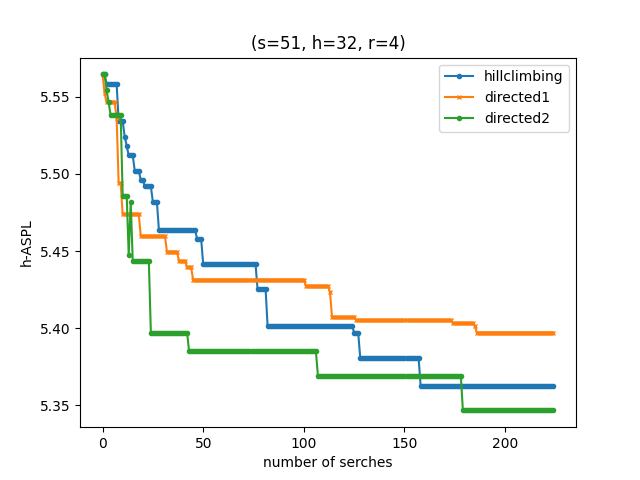 (s=51, h=32, r=4)
hillclimbing
directed1
directed2
h-ASPL
5.55
5.50
5.45
5.40
5.35
0 50 100 150 200
number of serches